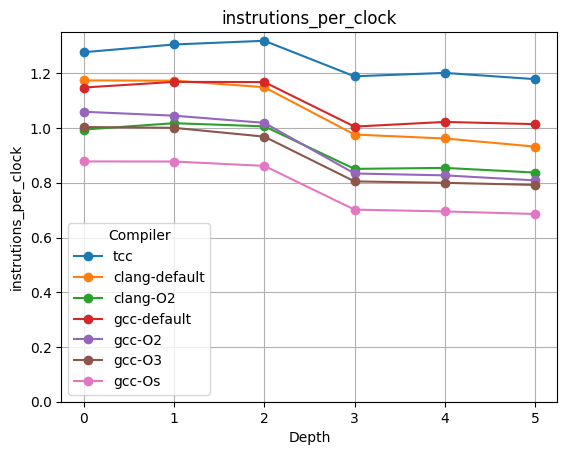 instrutions_per_clock
instrutions_per_clock
1.2
1.0
0.8
0.6
0.4
0.2
0.0
Compiler
tcc
clang-default
clang-O2
gcc-default
gcc-O2
gcc-O3
gcc-Os
0 1 2 3 4 5
Depth